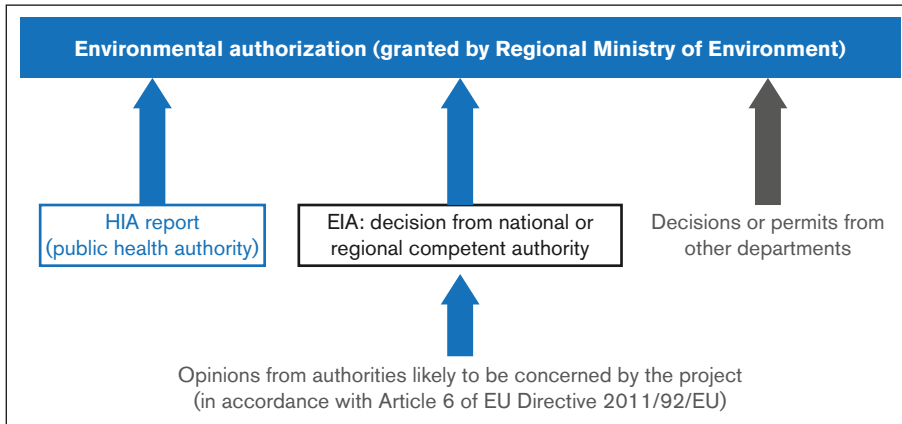 Environmental authorization (granted by Regional Ministry of Environment)
HIA report
(public health authority)
EIA: decision from national or
regional competent authority
Decisions or permits from
other departments
Opinions from authorities likely to be concerned by the project
(in accordance with Article 6 of EU Directive 2011/92/EU)